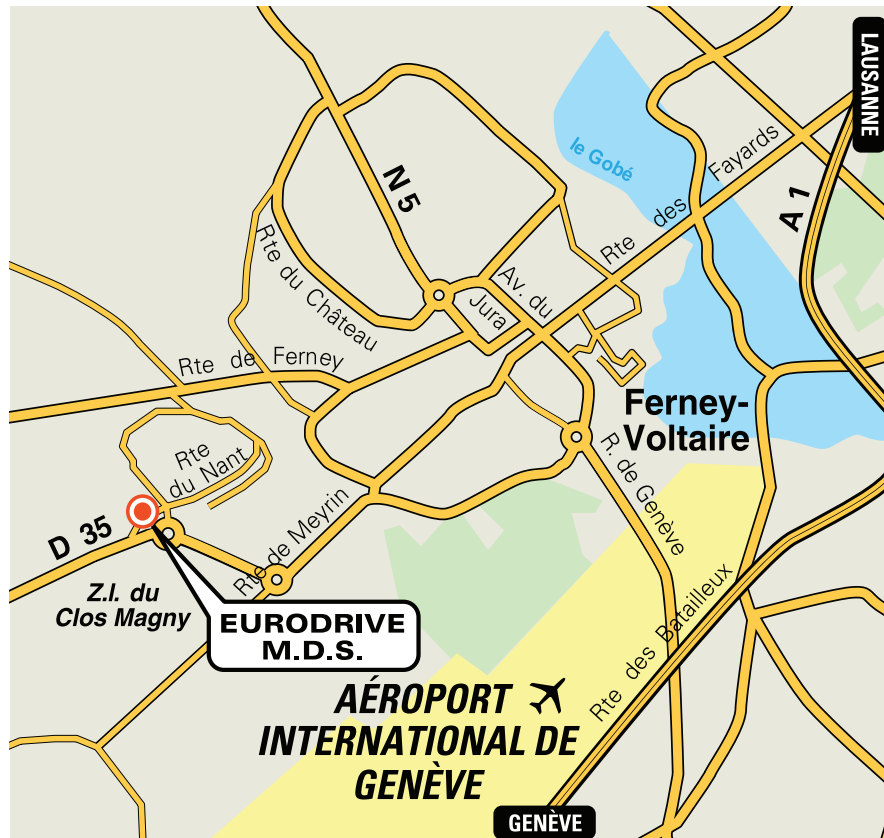 LAUSANNE
le Gobé
Rte des Fayards
A 1
N 5
Rte du Château
Av. du
Jura
Rte de Ferney
Ferney-
Voltaire
Rte
du Nant
R. de Genève
D 35
Rte de Meyrin
Z.I. du
Clos Magny
EURODRIVE
M.D.S.
Rte des Batailleux
AÉROPORT
INTERNATIONAL DE
GENÈVE
GENÈVE